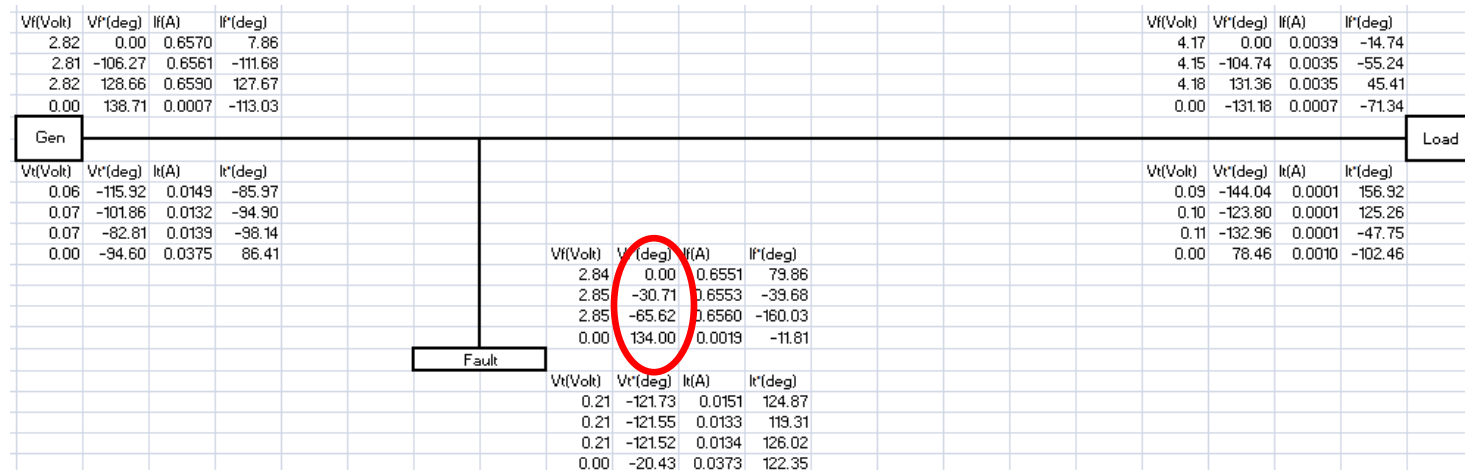 Vf(Volt) Vf°(deg) If(A) If°(deg)
2.82 0.00 0.6570 7.86
2.81 -106.27 0.6561 -111.68
2.82 128.66 0.6590 127.67
0.00 138.71 0.0007 -113.03
Vf(Volt) Vf°(deg) If(A) If°(deg)
4.17 0.00 0.0039 -14.74
4.15 -104.74 0.0035 -55.24
4.18 131.36 0.0035 45.41
0.00 -131.18 0.0007 -71.34
Gen
Load
Vt(Volt) Vt°(deg) It(A) It°(deg)
0.06 -115.92 0.0149 -85.97
0.07 -101.86 0.0132 -94.90
0.07 -82.81 0.0139 -98.14
0.00 -94.60 0.0375 86.41
Vt(Volt) Vt°(deg) It(A) It°(deg)
0.09 -144.04 0.0001 156.92
0.10 -123.80 0.0001 125.26
0.11 -132.96 0.0001 -47.75
0.00 78.46 0.0010 -102.46
Vf(Volt) Vf°(deg) If(A) If°(deg)
2.84 0.00 0.6551 79.86
2.85 -30.71 0.6553 -39.68
2.85 -65.62 0.6560 -160.03
0.00 134.00 0.0019 -11.81
Fault
Vt(Volt) Vt°(deg) It(A) It°(deg)
0.21 -121.73 0.0151 124.87
0.21 -121.55 0.0133 119.31
0.21 -121.52 0.0134 126.02
0.00 -20.43 0.0373 122.35